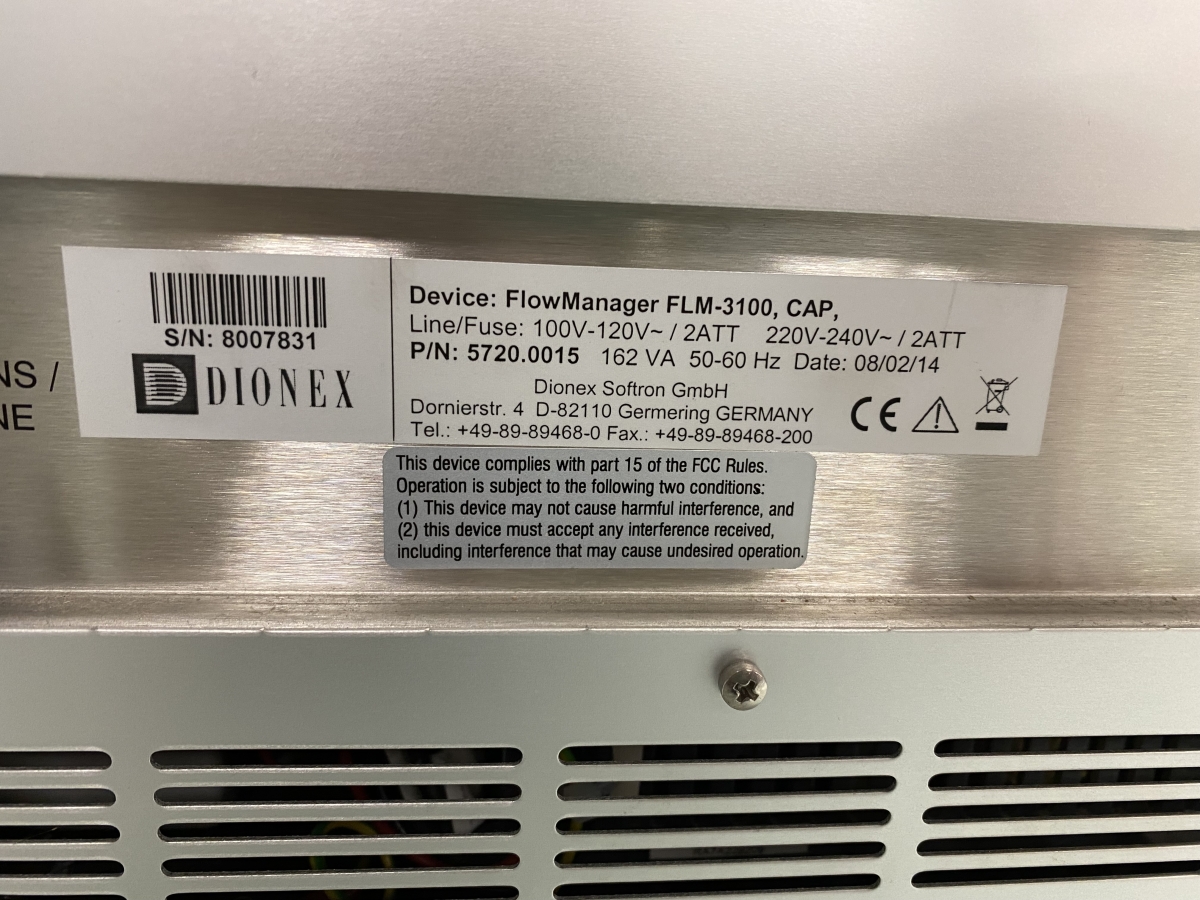 NS /
NE
S/N: 8007831
DIONEX
Device: FlowManager FLM-3100, CAP,
Line/Fuse: 100V-120V~ / 2ATT 220V-240V~ / 2ATT
P/N: 5720.0015 162 VA 50-60 Hz Date: 08/02/14
Dionex Softron GmbH
Dornierstr. 4 D-82110 Germering GERMANY
Tel.: +49-89-89468-0 Fax.: +49-89-89468-200
CE
This device complies with part 15 of the FCC Rules.
Operation is subject to the following two conditions:
(1) This device may not cause harmful interference, and
(2) this device must accept any interference received,
including interference that may cause undesired operation.